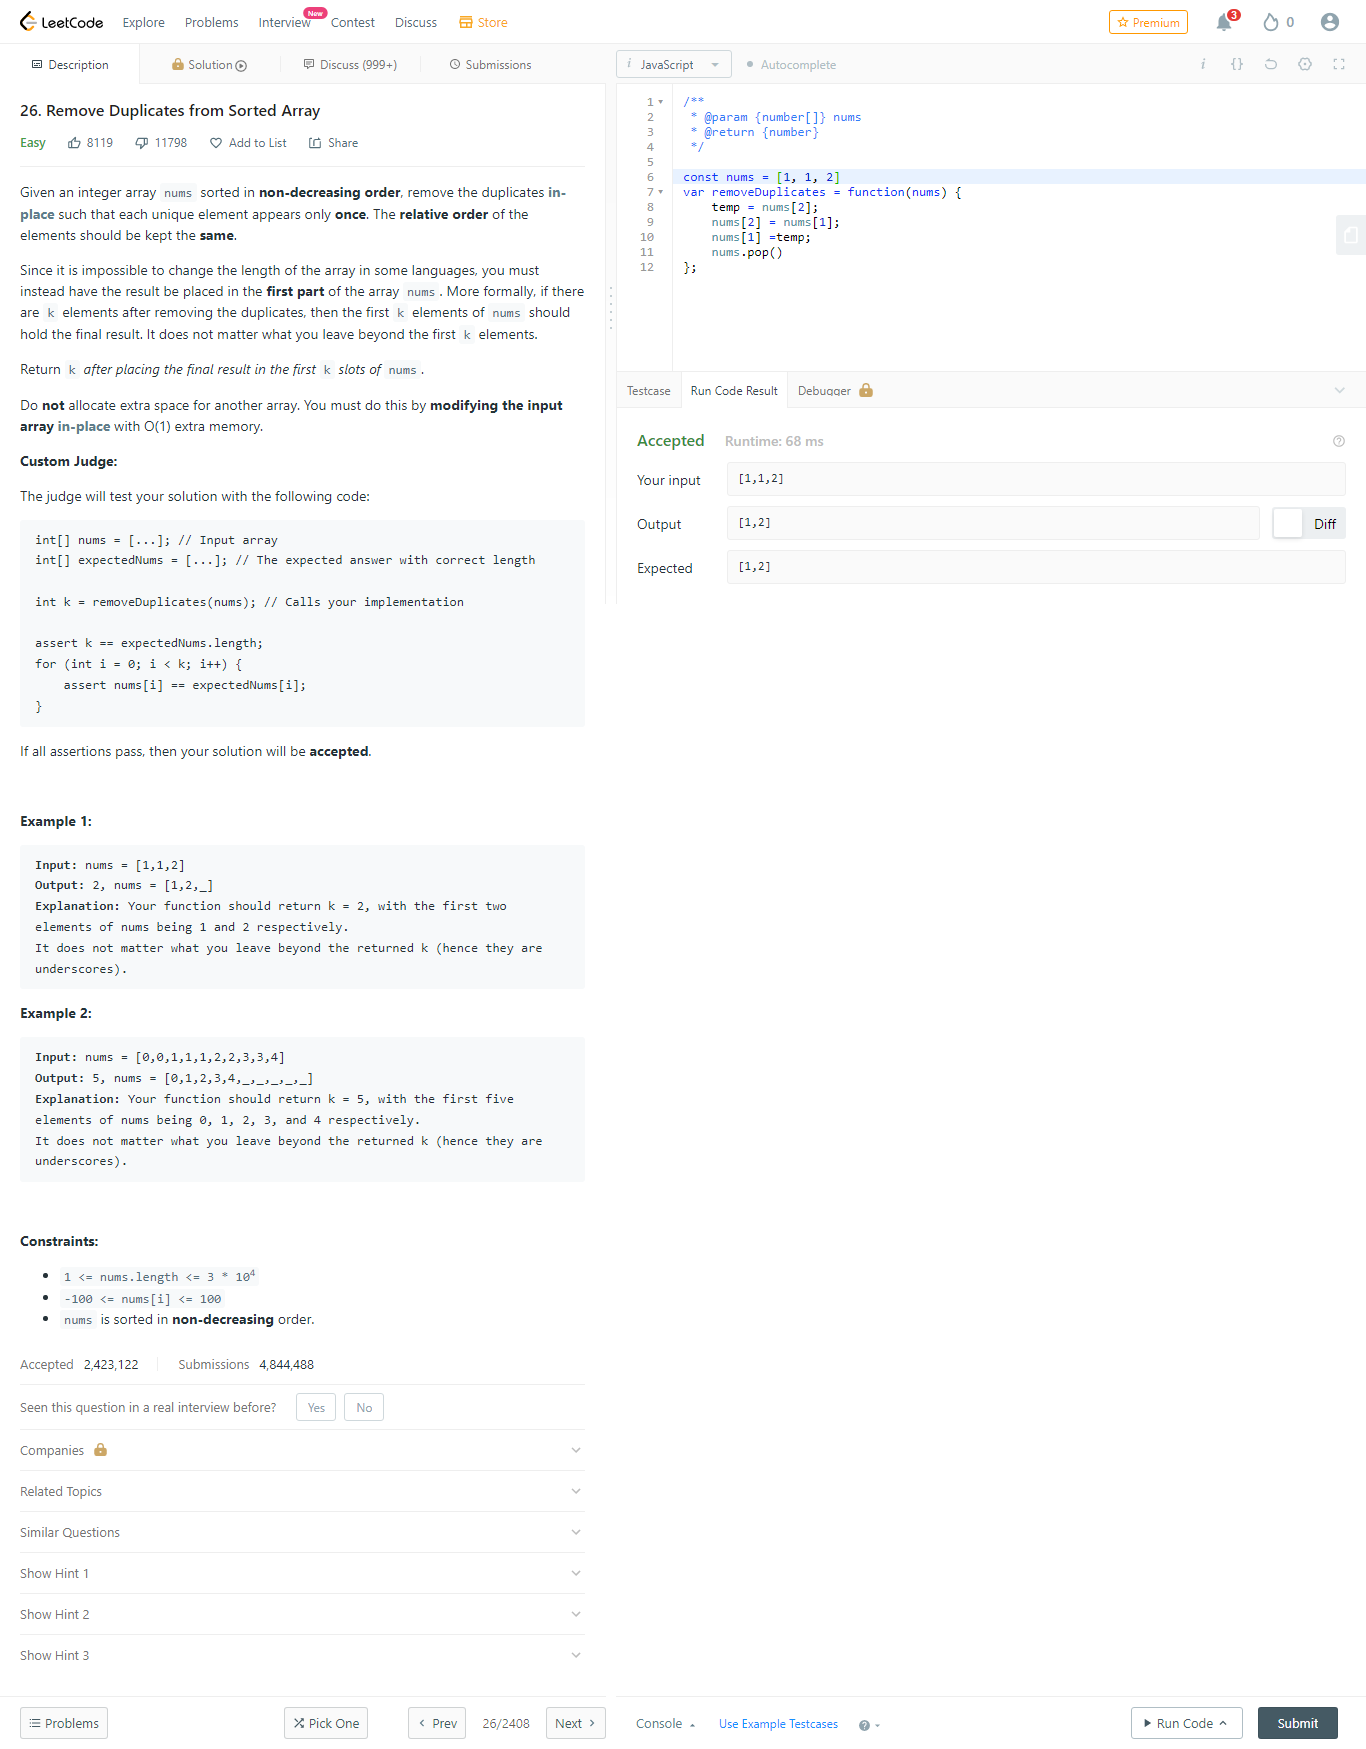 LeetCode Explore Problems Interview New Contest Discuss Store Premium 3 0
Description Solution Discuss (999+) Submissions
26. Remove Duplicates from Sorted Array
Easy 8119 11798 Add to List Share
Given an integer array nums sorted in non-decreasing order, remove the duplicates in-
place such that each unique element appears only once. The relative order of the
elements should be kept the same.
Since it is impossible to change the length of the array in some languages, you must
instead have the result be placed in the first part of the array nums. More formally, if there
are k elements after removing the duplicates, then the first k elements of nums should
hold the final result. It does not matter what you leave beyond the first k elements.
Return k after placing the final result in the first k slots of nums.
Do not allocate extra space for another array. You must do this by modifying the input
array in-place with O(1) extra memory.
Custom Judge:
The judge will test your solution with the following code:
int[] nums = [...]; // Input array
int[] expectedNums = [...]; // The expected answer with correct length
int k = removeDuplicates(nums); // Calls your implementation
assert k == expectedNums.length;
for (int i = 0; i < k; i++) {
    assert nums[i] == expectedNums[i];
}
If all assertions pass, then your solution will be accepted.
Example 1:
Input: nums = [1,1,2]
Output: 2, nums = [1,2,_]
Explanation: Your function should return k = 2, with the first two
elements of nums being 1 and 2 respectively.
It does not matter what you leave beyond the returned k (hence they are
underscores).
Example 2:
Input: nums = [0,0,1,1,1,2,2,3,3,4]
Output: 5, nums = [0,1,2,3,4,_,_,_,_,_]
Explanation: Your function should return k = 5, with the first five
elements of nums being 0, 1, 2, 3, and 4 respectively.
It does not matter what you leave beyond the returned k (hence they are
underscores).
Constraints:
• 1 <= nums.length <= 3 * 10⁴
• -100 <= nums[i] <= 100
• nums is sorted in non-decreasing order.
Accepted 2,423,122 Submissions 4,844,488
Seen this question in a real interview before? Yes No
Companies
Related Topics
Similar Questions
Show Hint 1
Show Hint 2
Show Hint 3
Problems Pick One < Prev 26/2408 Next >
i JavaScript Autocomplete i {}
1 /**
2  * @param {number[]} nums
3  * @return {number}
4  */
5
6 const nums = [1, 1, 2]
7 var removeDuplicates = function(nums) {
8     temp = nums[2];
9     nums[2] = nums[1];
10     nums[1] =temp;
11     nums.pop()
12 };
Testcase Run Code Result Debugger
Accepted Runtime: 68 ms
Your input [1,1,2]
Output [1,2] Diff
Expected [1,2]
Console Use Example Testcases Run Code Submit